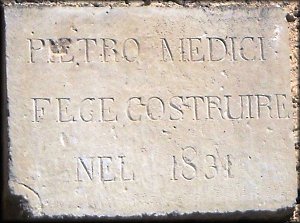 PIETRO MEDICI
FECE COSTRUIRE
NEL 1831